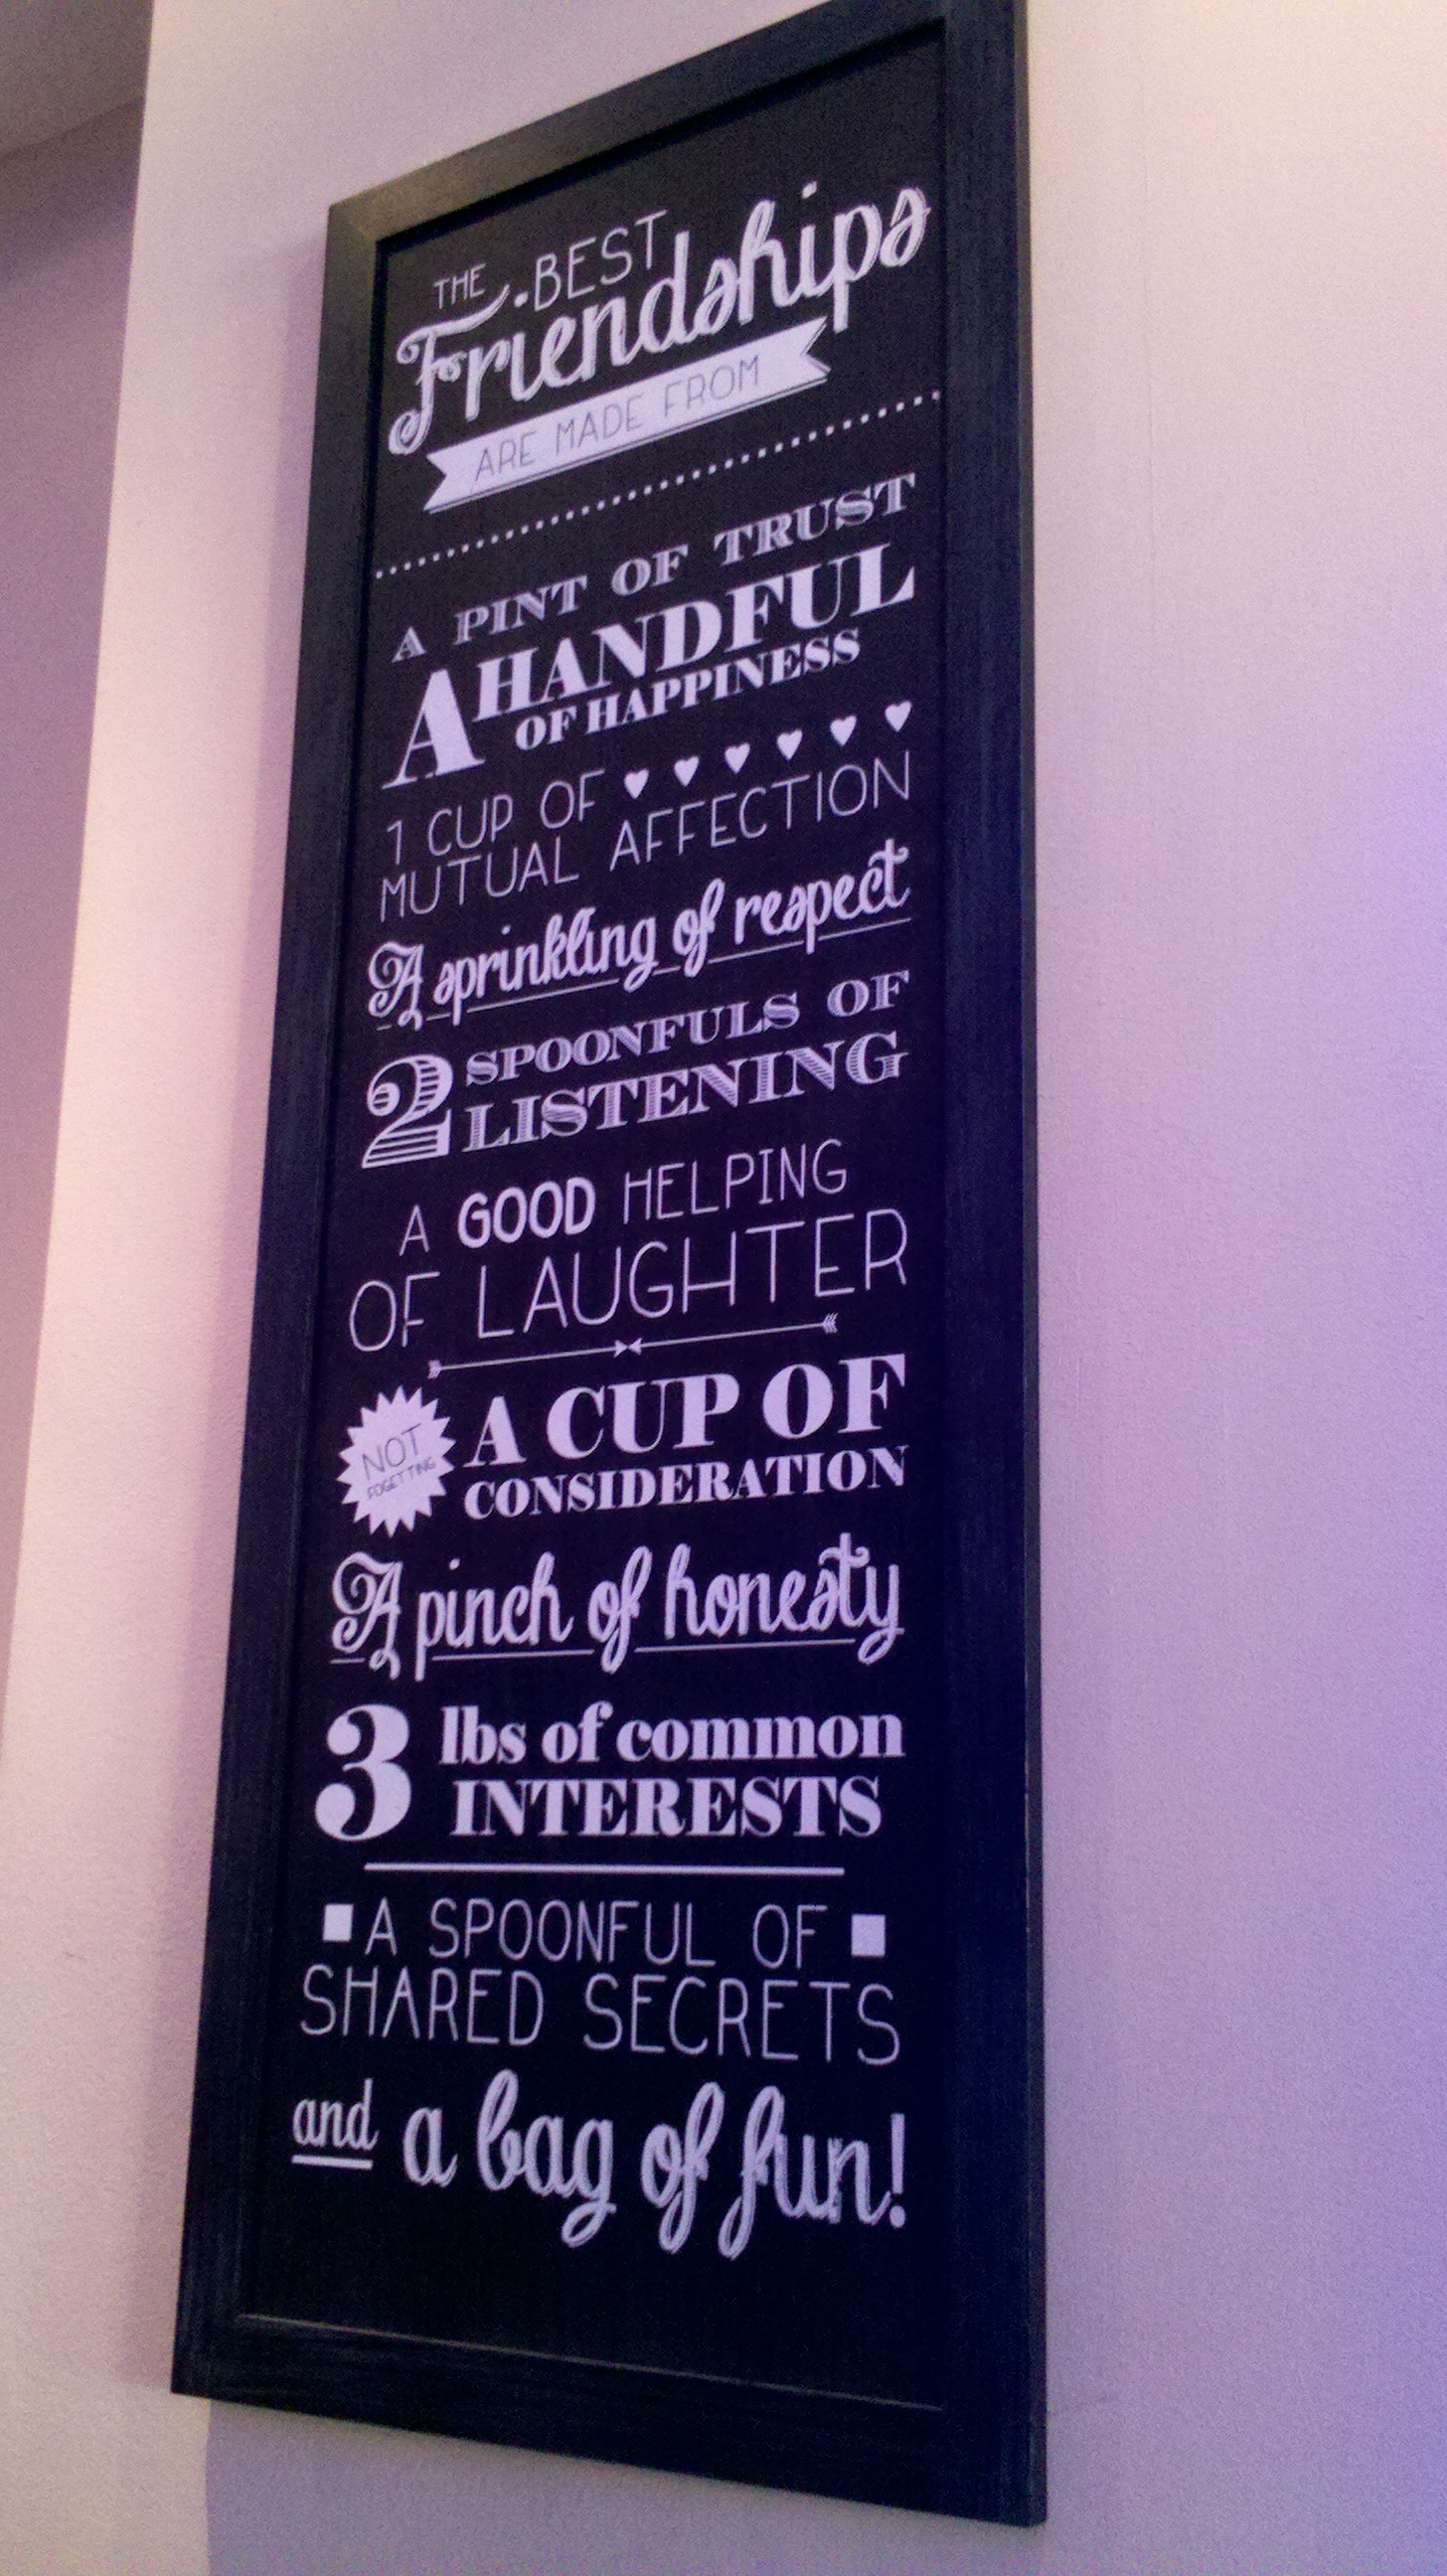 THE BEST
Friendships
ARE MADE FROM
A PINT OF TRUST
A HANDFUL
OF HAPPINESS
1 CUP OF
MUTUAL AFFECTION
A sprinkling of respect
2 SPOONFULS OF
LISTENING
A GOOD HELPING
OF LAUGHTER
NOT
FOGETTING
A CUP OF
CONSIDERATION
A pinch of honesty
3 lbs of common
INTERESTS
A SPOONFUL OF
SHARED SECRETS
and a bag of fun!